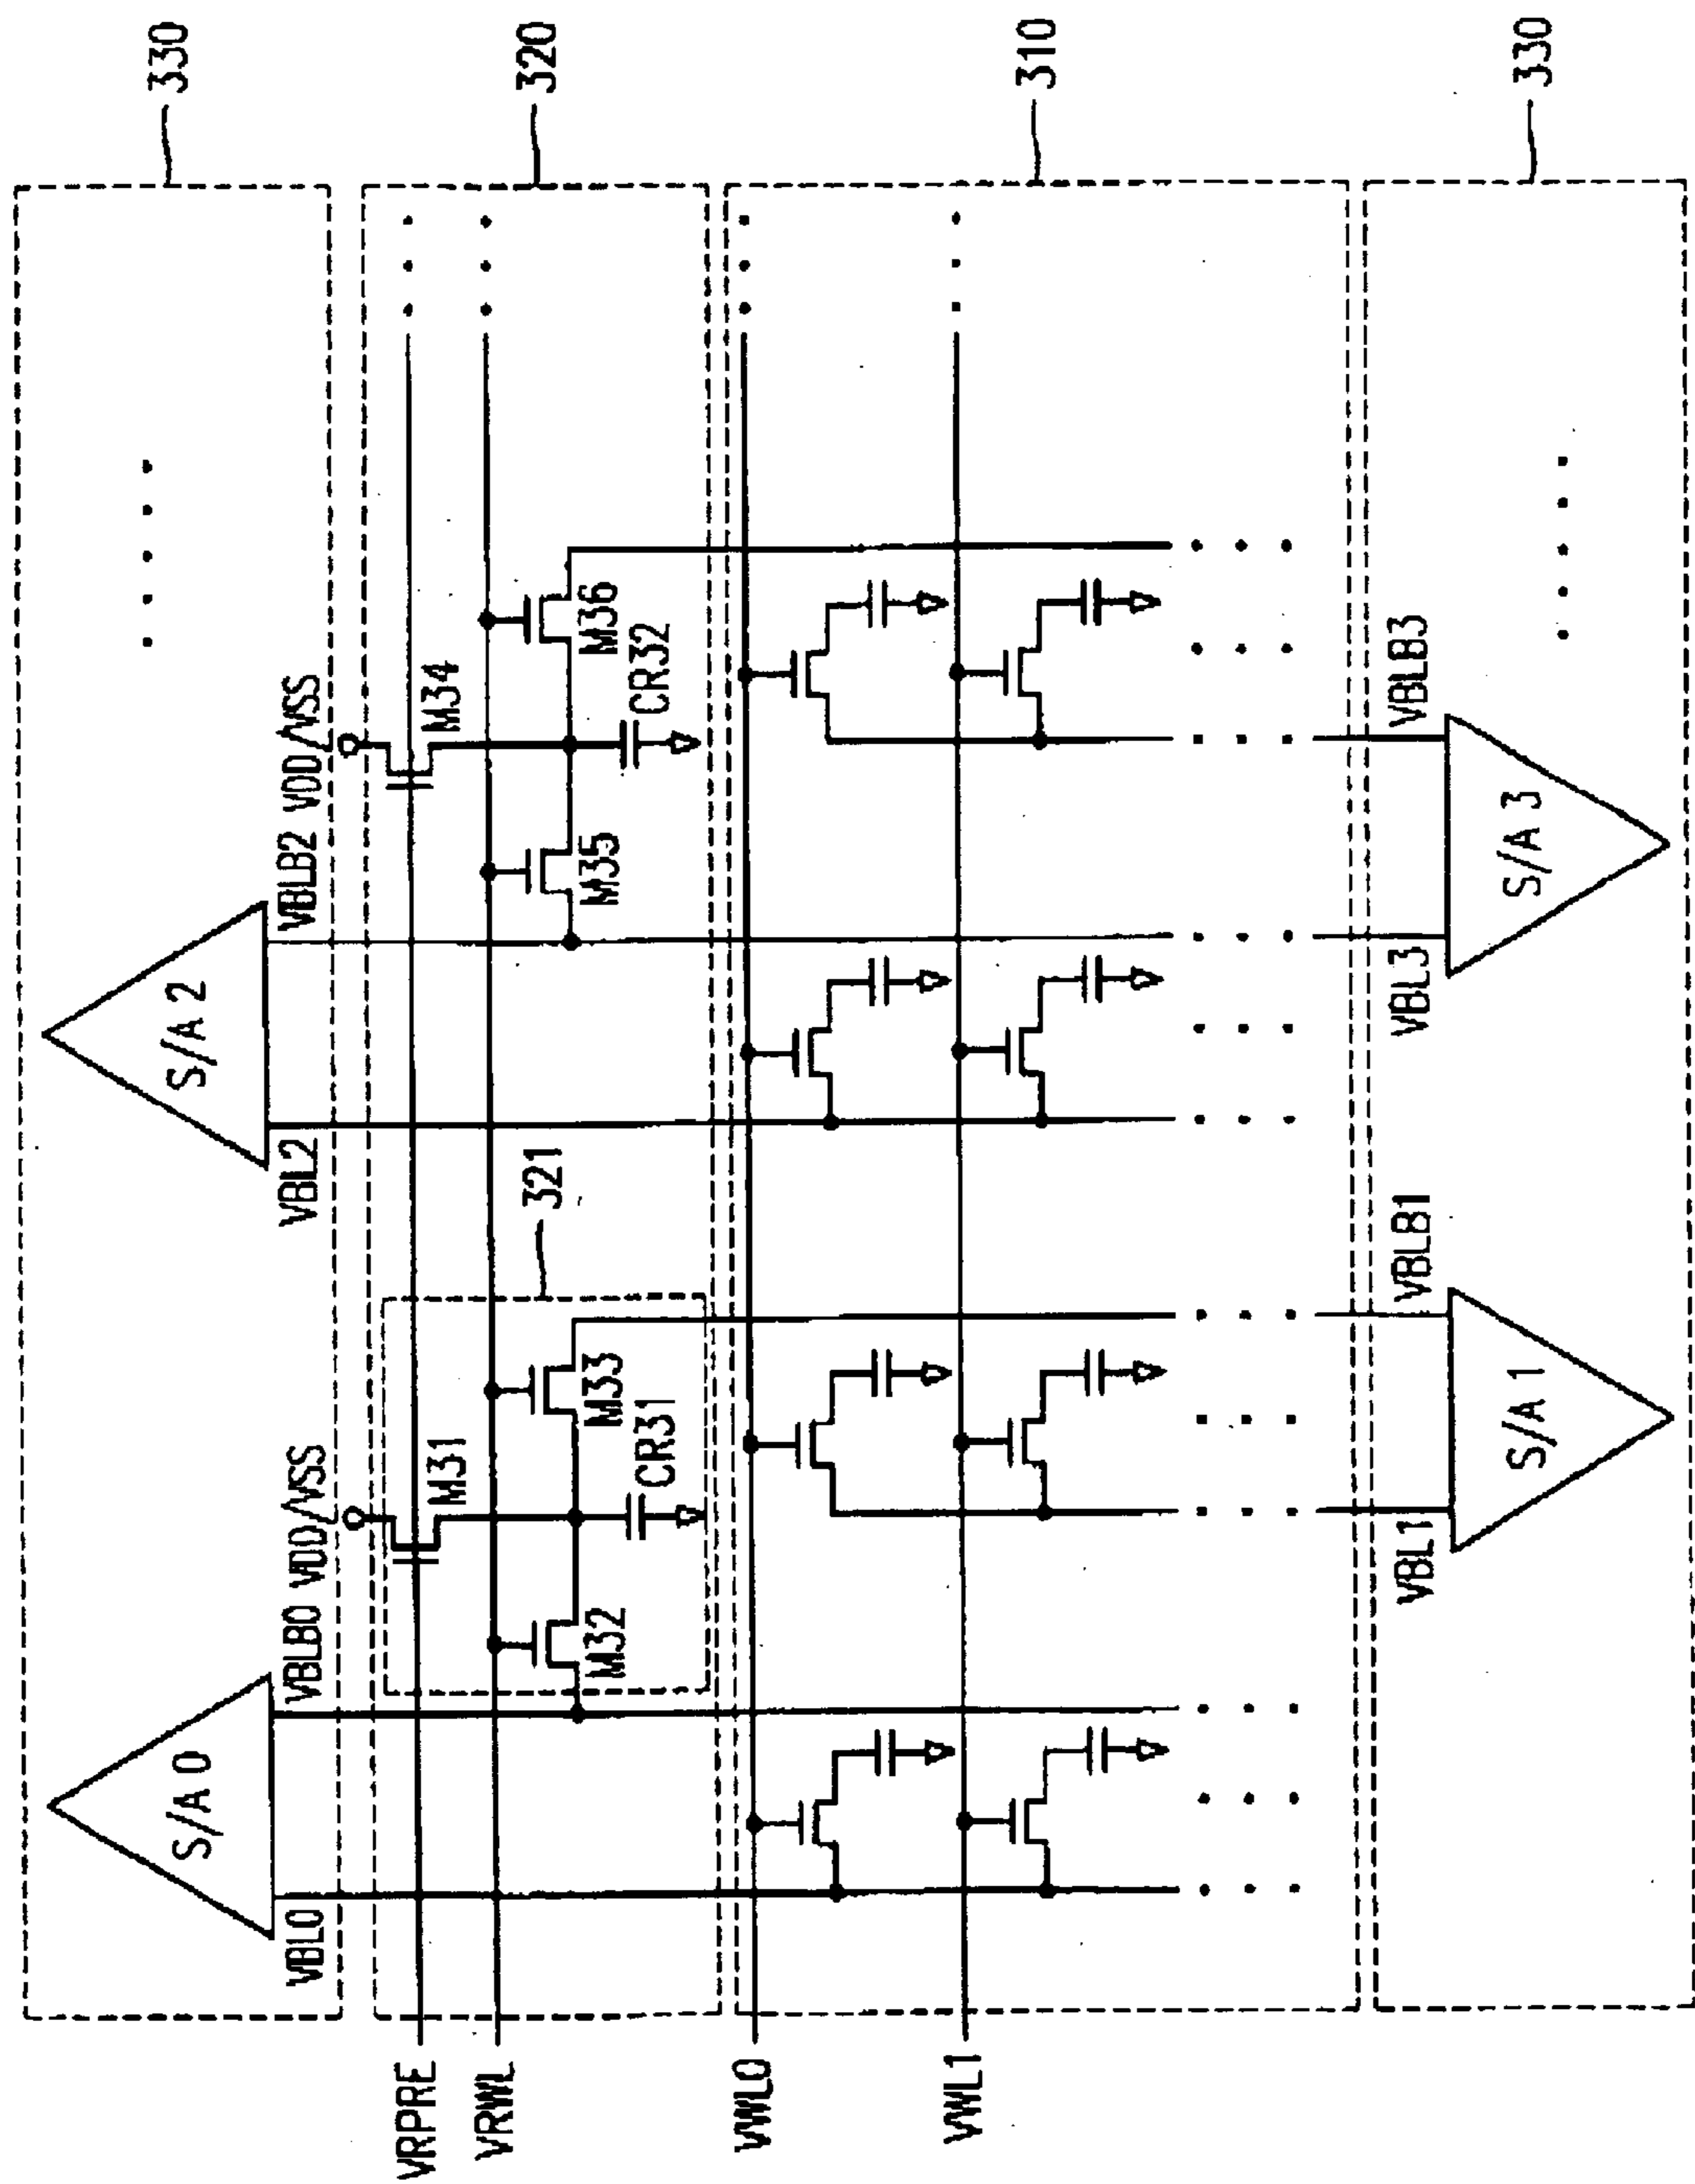 330
320
310
330
S/A 0
S/A 2
VBL0
VBLB0
VDD/VSS
VBL2
VBLB2
VDD/VSS
321
VRPRE
VRWL
M31
M34
M32
M33
M35
M36
CR31
CR32
VWL0
VWL1
VBL1
VBLB1
VBL3
VBLB3
S/A 1
S/A 3